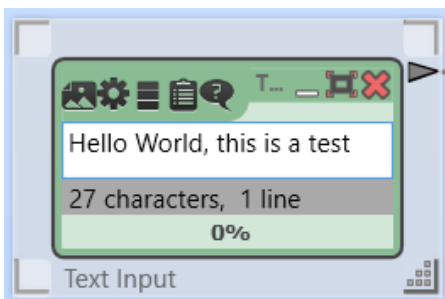 T...
Hello World, this is a test
27 characters, 1 line
0%
Text Input